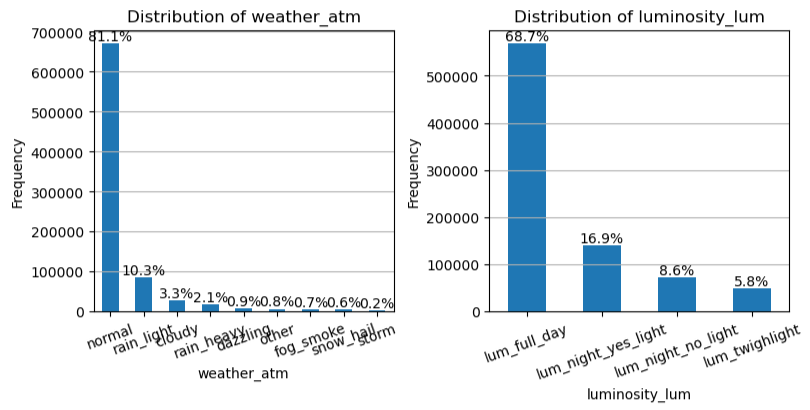 Distribution of weather_atm
700000
600000
500000
400000
300000
200000
100000
0
Frequency
81.1%
10.3%
3.3%
2.1%
0.9%
0.8%
0.7%
0.6%
0.2%
normal
rain_light
cloudy
rain_heavy
dazzling
other
fog_smoke
snow_hail
storm
weather_atm
Distribution of luminosity_lum
500000
400000
300000
200000
100000
0
Frequency
68.7%
16.9%
8.6%
5.8%
lum_full_day
lum_night_yes_light
lum_night_no_light
lum_twighlight
luminosity_lum